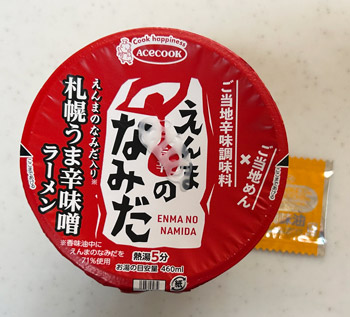 Cook happiness
ACECOOK
ご当地辛味調味料
×
ご当地めん
えんま
の
なみだ
ENMA NO
NAMIDA
えんまのなみだ入り※
札幌うま辛味噌
ラーメン
※香味油中に
えんまのなみだを
71%使用
熱湯5分
お湯の目安量 460ml
紙